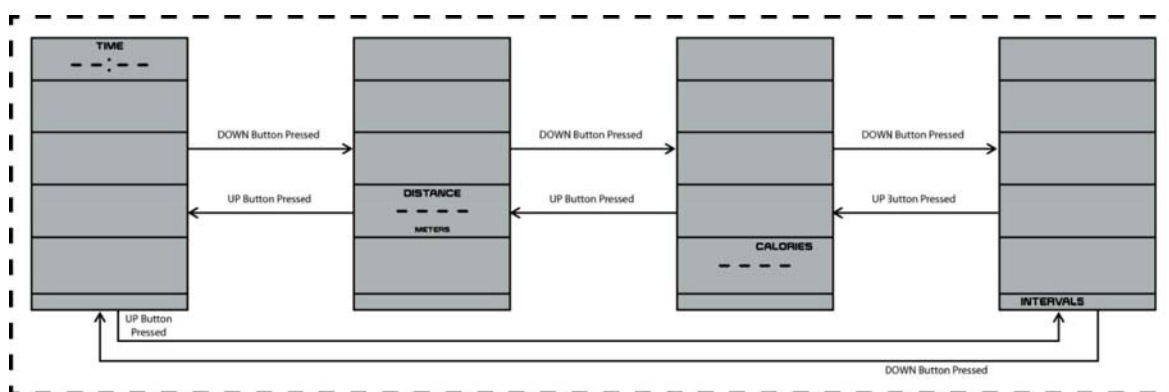 TIME
--:--
DOWN Button Pressed
DOWN Button Pressed
DOWN Button Pressed
UP Button Pressed
DISTANCE
----
METERS
UP Button Pressed
UP 3utton Pressed
CALORIES
----
INTERVALS
UP Button
Pressed
DOWN Button Pressed